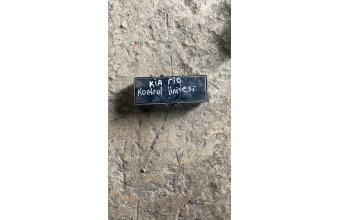 KiA riO
Kontrol ünitesi